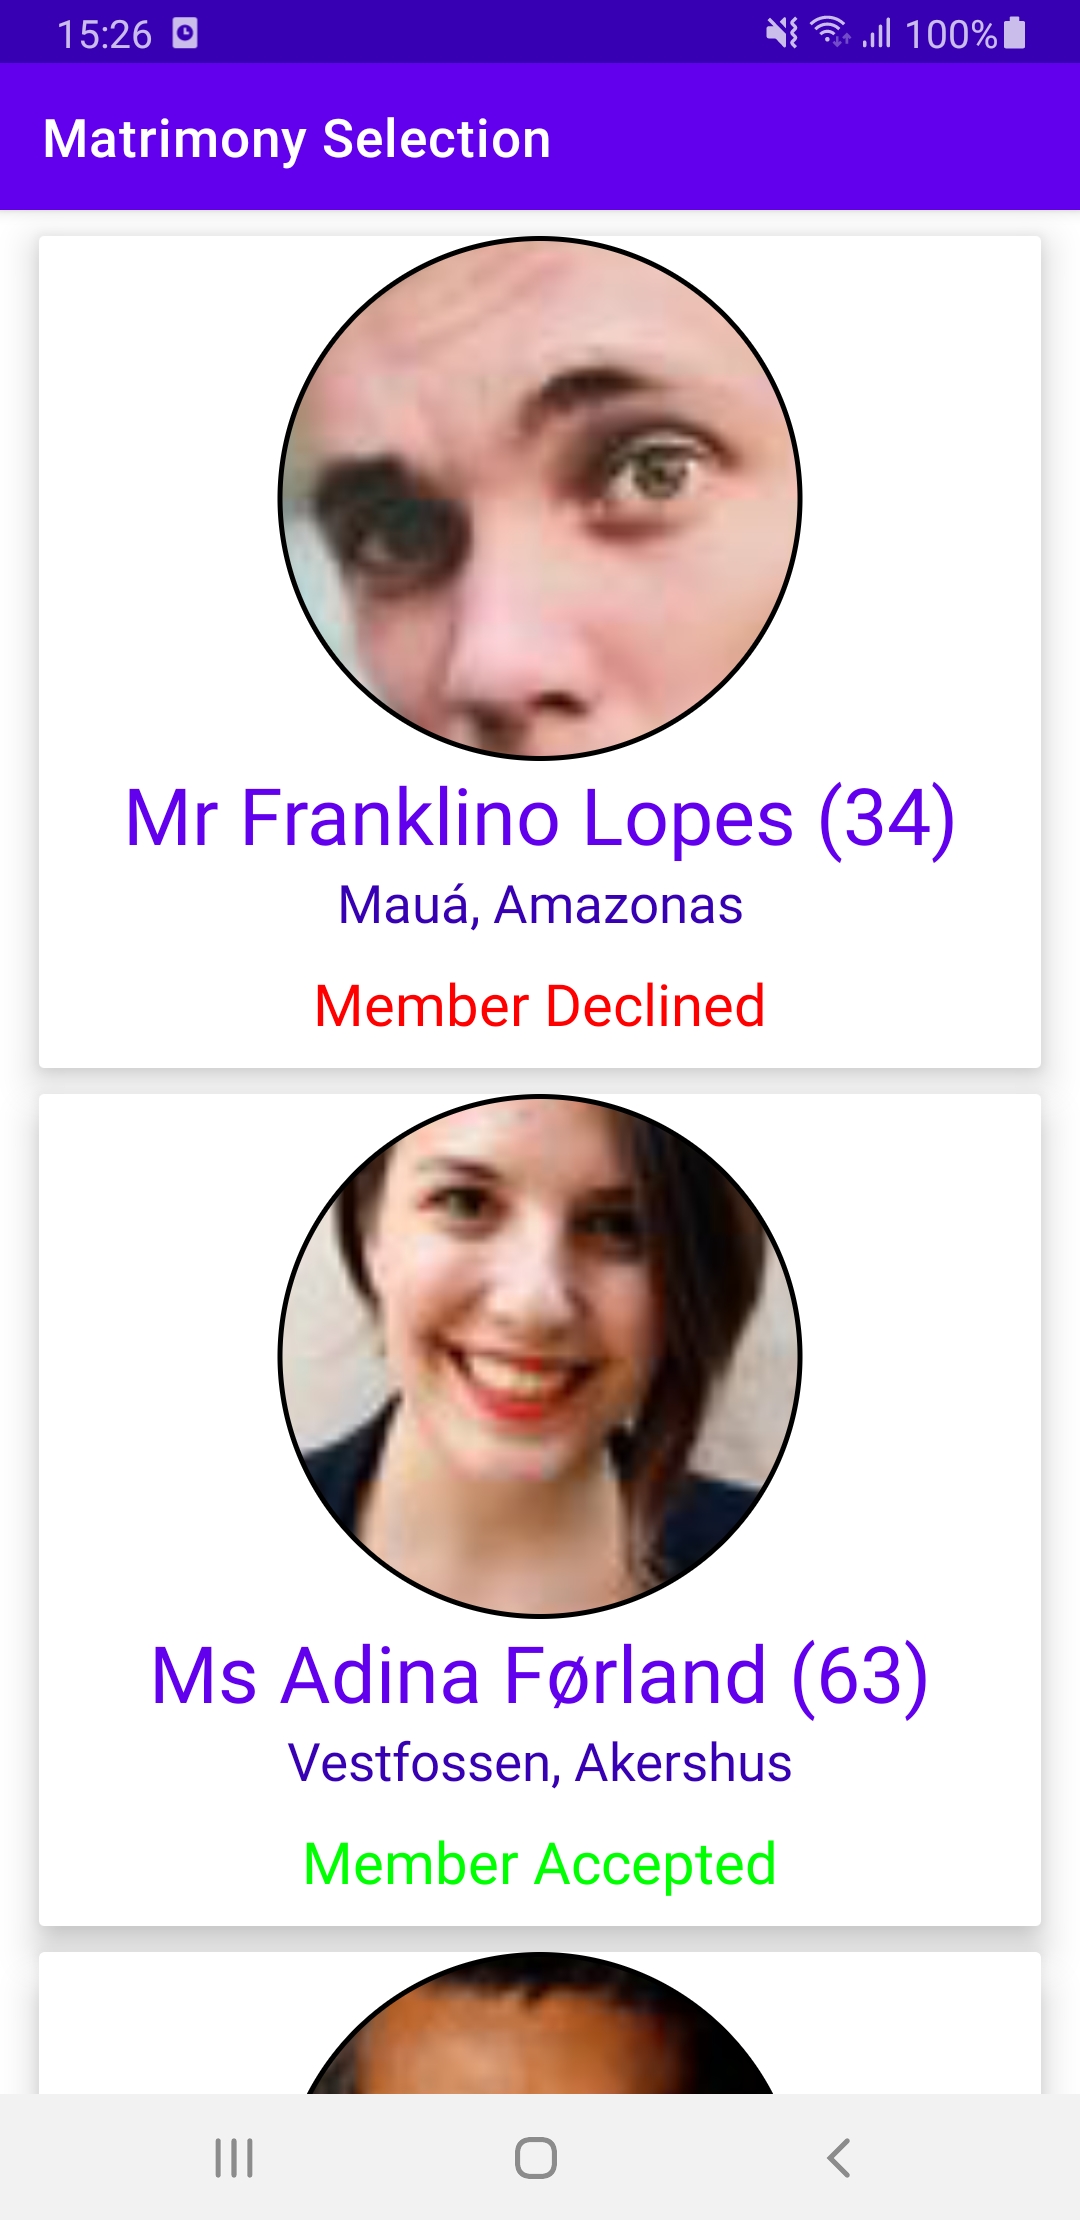 15:26
100%
Matrimony Selection
Mr Franklino Lopes (34)
Mauá, Amazonas
Member Declined
Ms Adina Førland (63)
Vestfossen, Akershus
Member Accepted